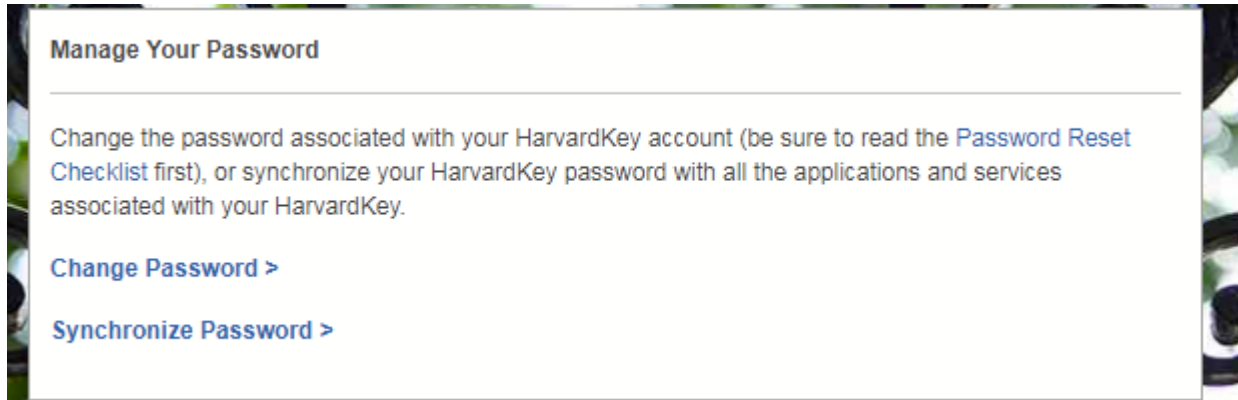 Manage Your Password
Change the password associated with your HarvardKey account (be sure to read the Password Reset
Checklist first), or synchronize your HarvardKey password with all the applications and services
associated with your HarvardKey.
Change Password >
Synchronize Password >